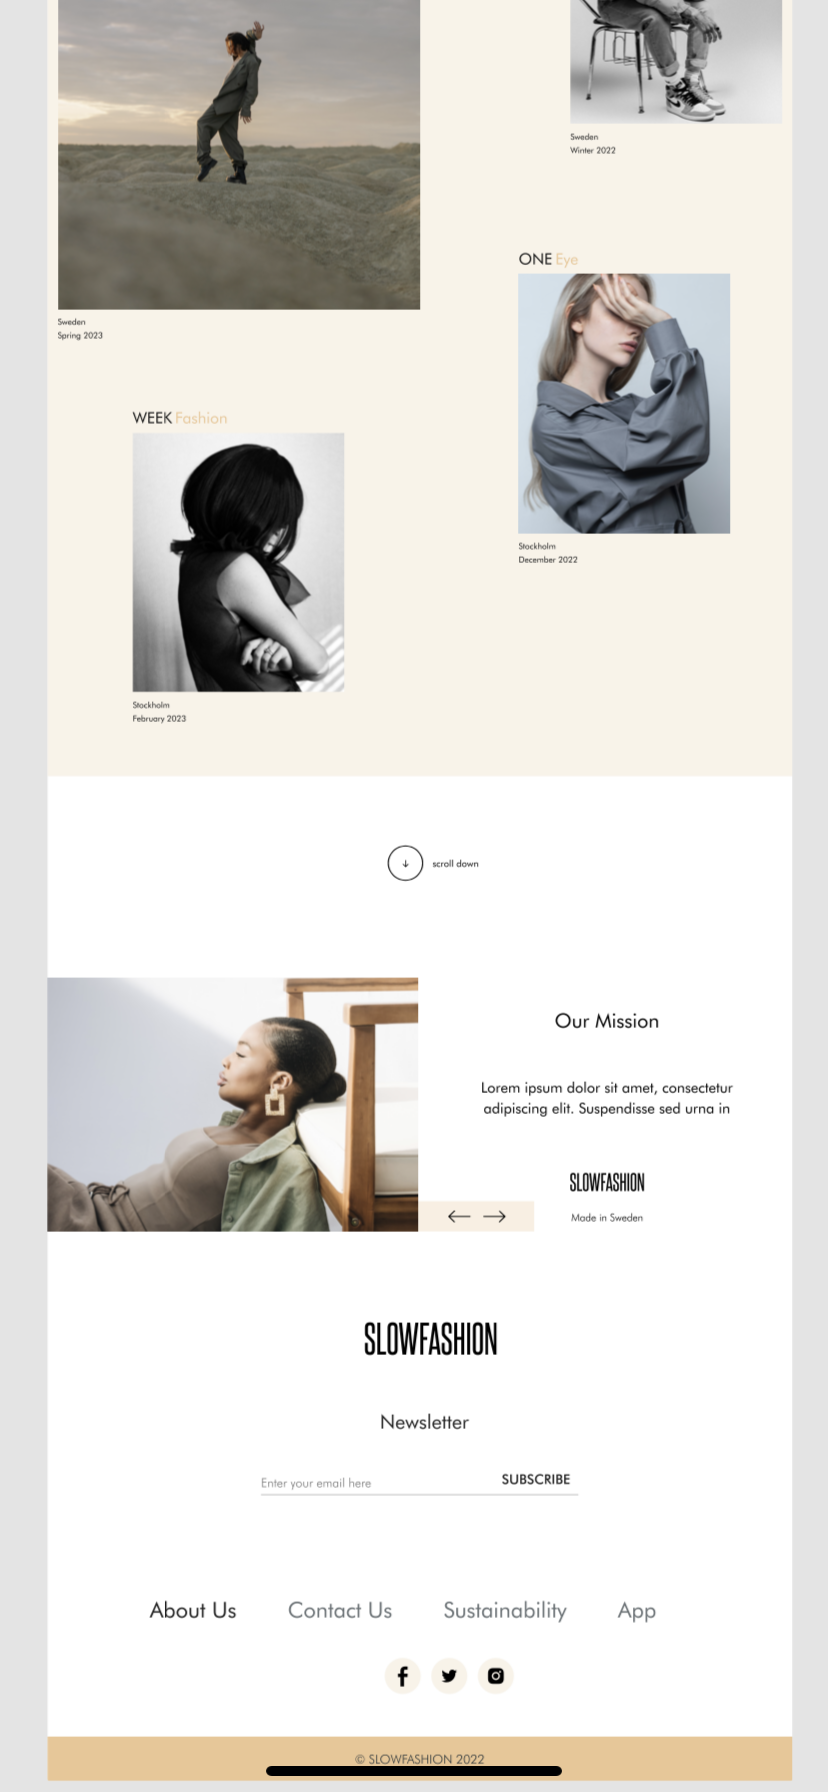 Sweden
Winter 2022
ONE Eye
Sweden
Spring 2023
WEEK Fashion
Stockholm
December 2022
Stockholm
February 2023
scroll down
Our Mission
Lorem ipsum dolor sit amet, consectetur
adipiscing elit. Suspendisse sed urna in
SLOWFASHION
Made in Sweden
SLOWFASHION
Newsletter
Enter your email here SUBSCRIBE
About Us Contact Us Sustainability App
© SLOWFASHION 2022